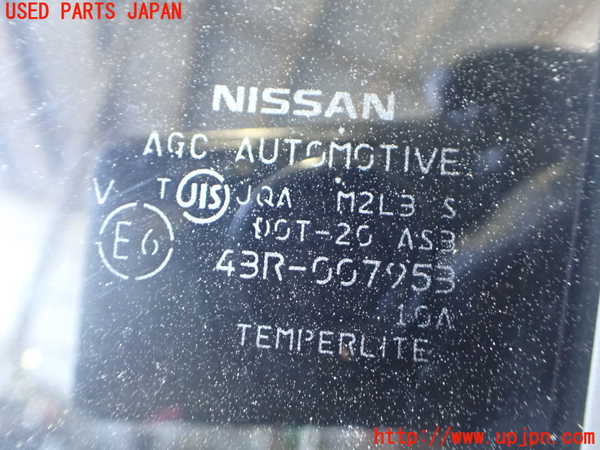 USED PARTS JAPAN
NISSAN
AGC AUTOMOTIVE
V T JIS JQA M2L3 S
E6 DOT-20 AS3
43R-007953
10A
TEMPERLITE
http://www.upjpn.com/